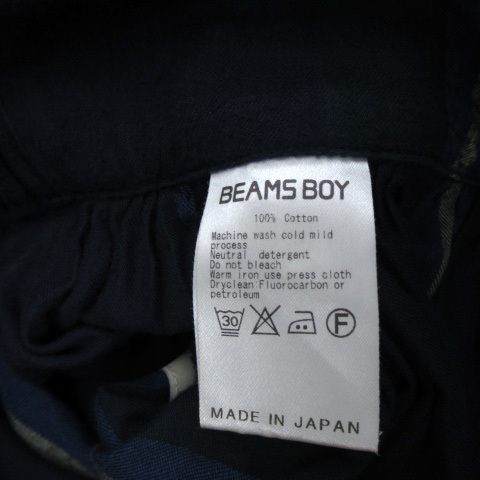 BEAMS BOY
100% Cotton
Machine wash cold mild
process
Neutral detergent
Do not bleach
Warm iron,use press cloth
Dryclean Fluorocarbon or
petroleum
30 F
MADE IN JAPAN